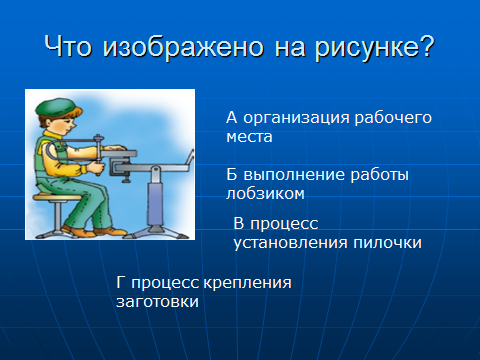 Что изображено на рисунке?
А организация рабочего
места
Б выполнение работы
лобзиком
В процесс
установления пилочки
Г процесс крепления
заготовки